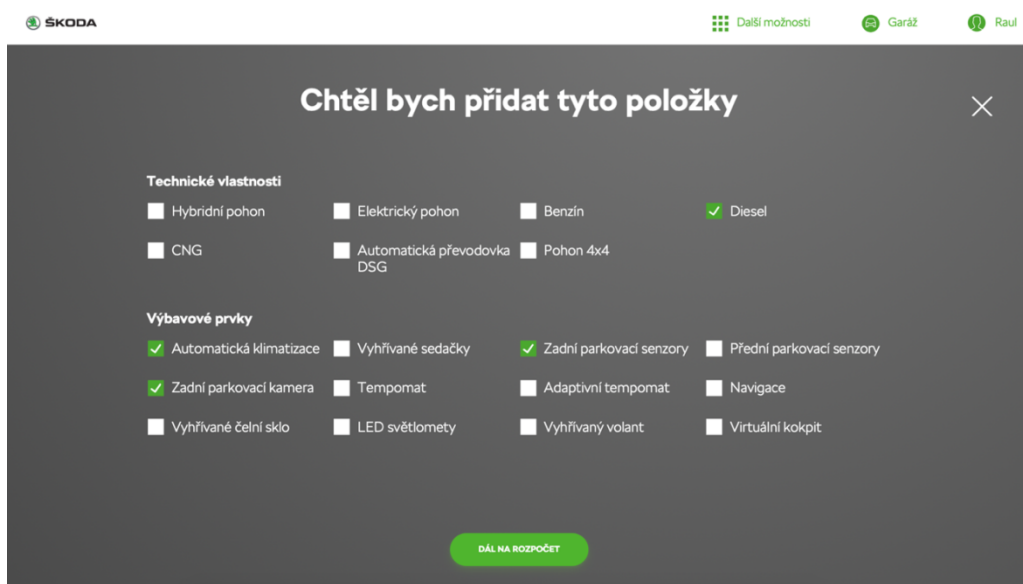 ŠKODA
Další možnosti
Garáž
Raul
Chtěl bych přidat tyto položky
Technické vlastnosti
Hybridní pohon
Elektrický pohon
Benzín
Diesel
CNG
Automatická převodovka
DSG
Pohon 4x4
Výbavové prvky
Automatická klimatizace
Vyhřívané sedačky
Zadní parkovací senzory
Přední parkovací senzory
Zadní parkovací kamera
Tempomat
Adaptivní tempomat
Navigace
Vyhřívané čelní sklo
LED světlomety
Vyhřívaný volant
Virtuální kokpit
DÁL NA ROZPOČET